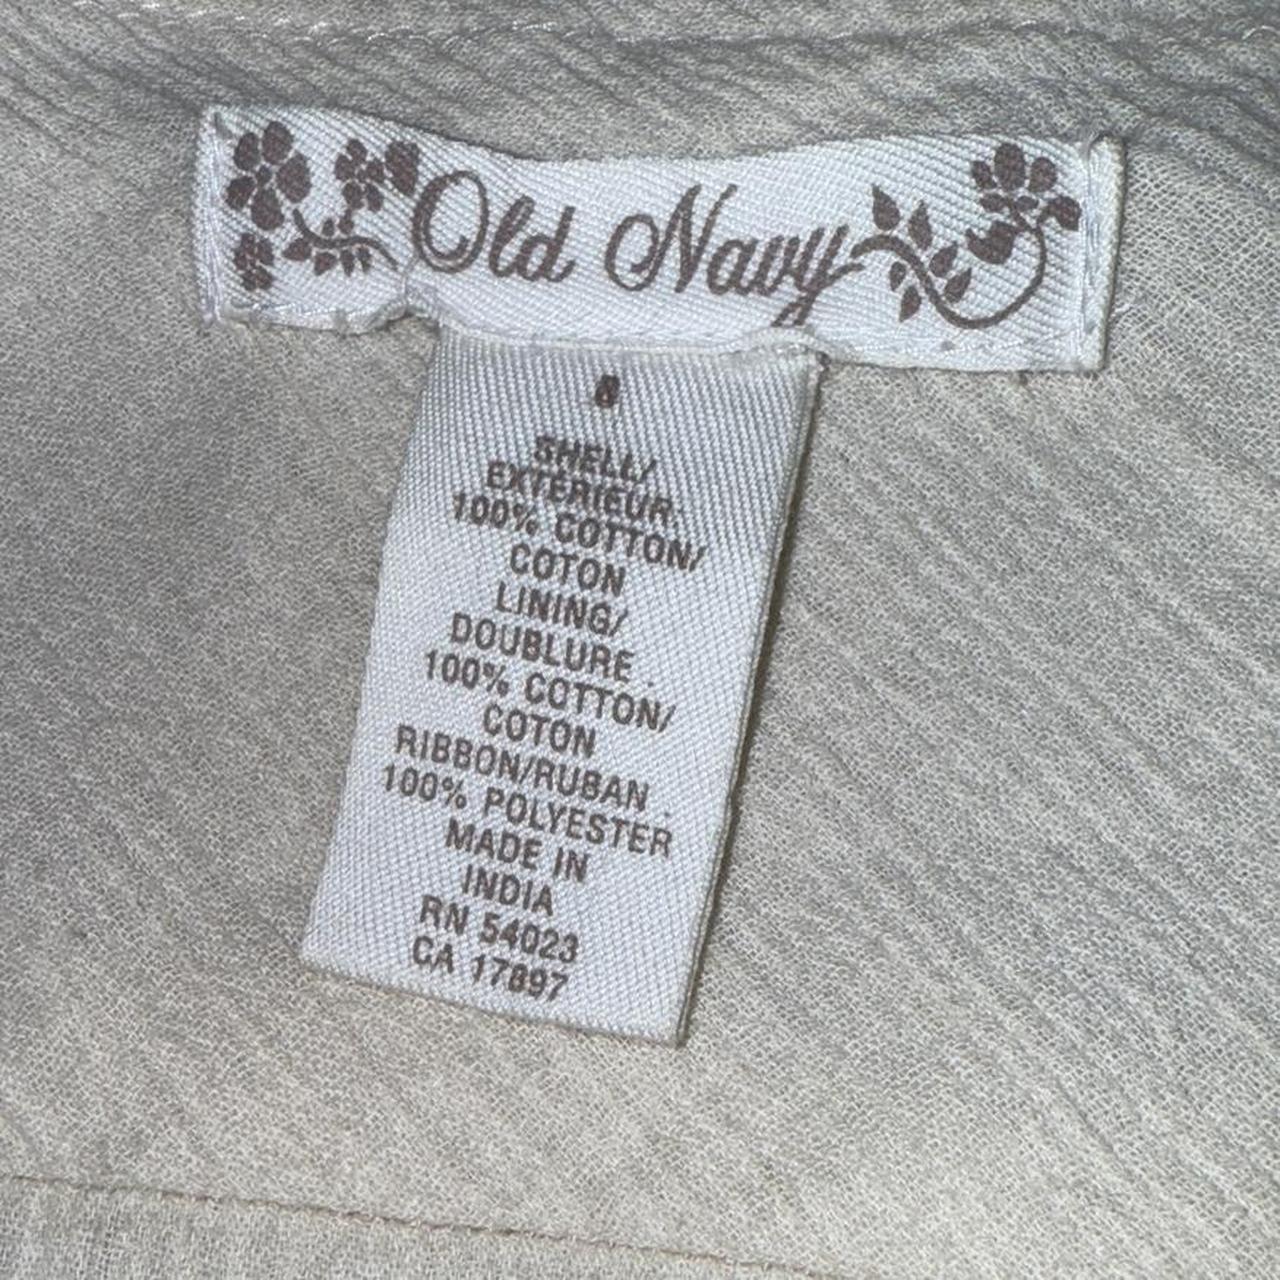 Old Navy
8
SHELL/
EXTERIEUR.
100% COTTON/
COTON
LINING/
DOUBLURE .
100% COTTON/
COTON
RIBBON/RUBAN .
100% POLYESTER
MADE IN
INDIA
RN 54023
CA 17897